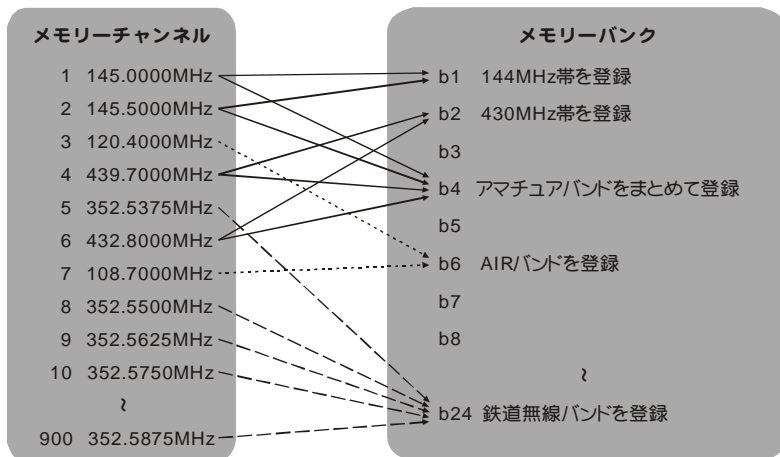 メモリーチャンネル
1 145.0000MHz
2 145.5000MHz
3 120.4000MHz
4 439.7000MHz
5 352.5375MHz
6 432.8000MHz
7 108.7000MHz
8 352.5500MHz
9 352.5625MHz
10 352.5750MHz
～
900 352.5875MHz
メモリーバンク
b1 144MHz帯を登録
b2 430MHz帯を登録
b3
b4 アマチュアバンドをまとめて登録
b5
b6 AIRバンドを登録
b7
b8
～
b24 鉄道無線バンドを登録